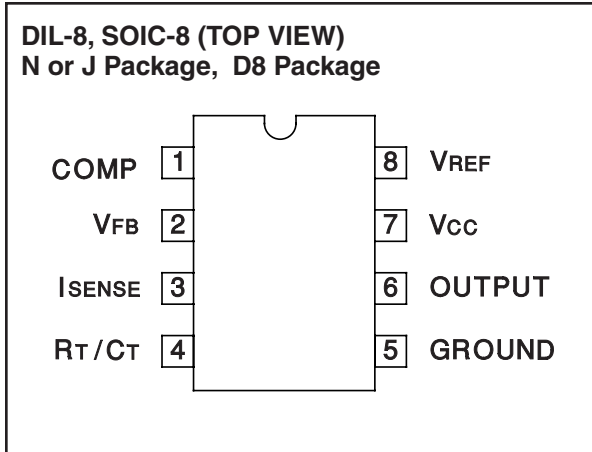 DIL-8, SOIC-8 (TOP VIEW)
N or J Package, D8 Package
COMP 1 8 VREF
VFB 2 7 VCC
ISENSE 3 6 OUTPUT
RT/CT 4 5 GROUND